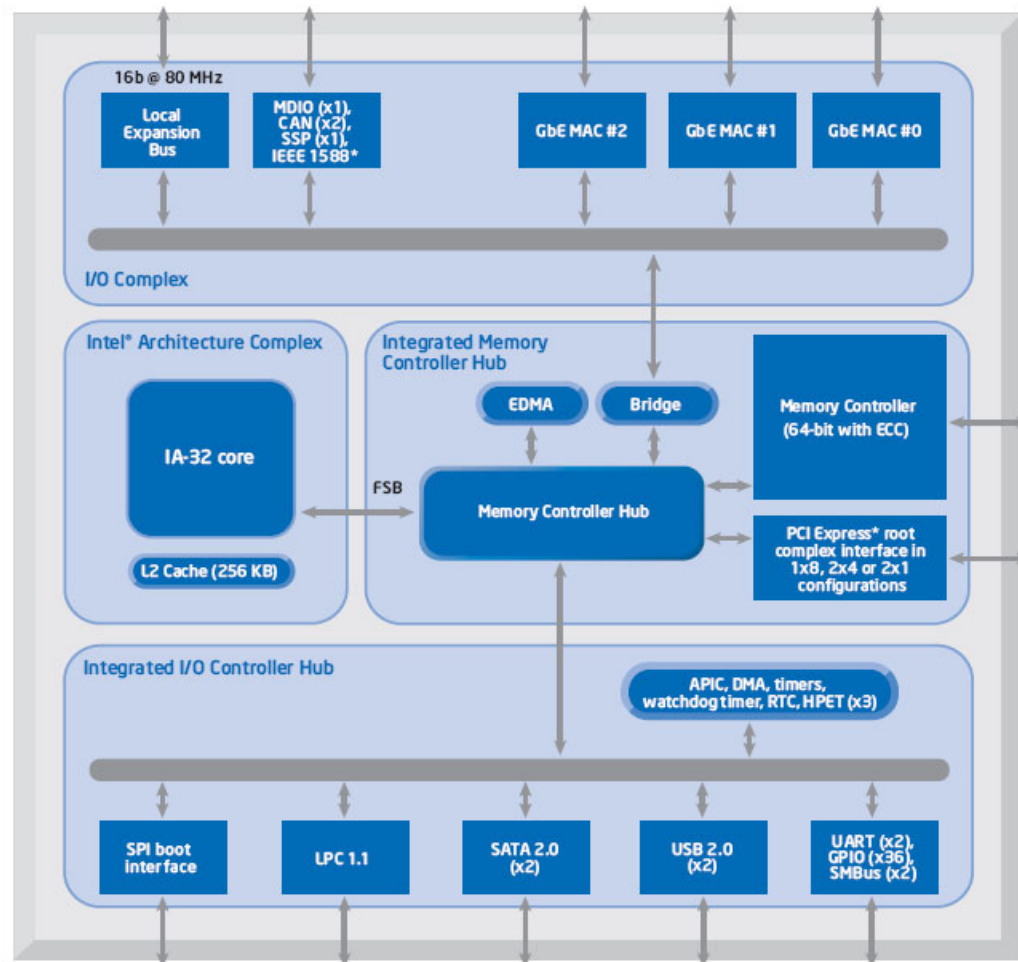 16b @ 80 MHz
Local
Expansion
Bus
MDIO (x1),
CAN (x2),
SSP (x1),
IEEE 1588*
GbE MAC #2
GbE MAC #1
GbE MAC #0
I/O Complex
Intel® Architecture Complex
IA-32 core
L2 Cache (256 KB)
FSB
Integrated Memory
Controller Hub
EDMA
Bridge
Memory Controller Hub
Memory Controller
(64-bit with ECC)
PCI Express* root
complex interface in
1x8, 2x4 or 2x1
configurations
Integrated I/O Controller Hub
APIC, DMA, timers,
watchdog timer, RTC, HPET (x3)
SPI boot
interface
LPC 1.1
SATA 2.0
(x2)
USB 2.0
(x2)
UART (x2),
GPIO (x36),
SMBus (x2)